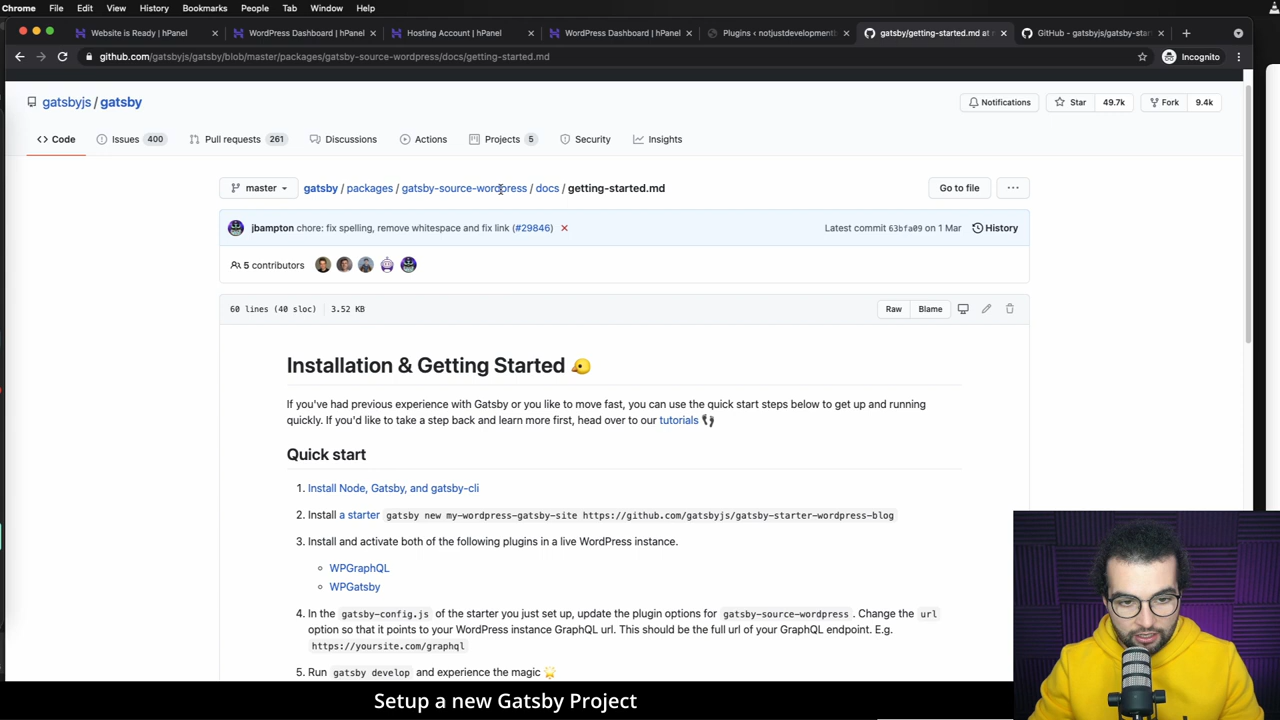 Chrome File Edit View History Bookmarks People Tab Window Help
Website is Ready | hPanel × WordPress Dashboard | hPanel × Hosting Account | hPanel × WordPress Dashboard | hPanel × Plugins ‹ notjustdevelopment × gatsby/getting-started.md at × GitHub - gatsbyjs/gatsby-star × +
github.com/gatsbyjs/gatsby/blob/master/packages/gatsby-source-wordpress/docs/getting-started.md Incognito
gatsbyjs / gatsby
Notifications Star 49.7k Fork 9.4k
Code Issues 400 Pull requests 261 Discussions Actions Projects 5 Security Insights
master gatsby / packages / gatsby-source-wordpress / docs / getting-started.md Go to file ...
jbampton chore: fix spelling, remove whitespace and fix link (#29846) × Latest commit 63bfa09 on 1 Mar History
5 contributors
60 lines (40 sloc) | 3.52 KB Raw Blame
Installation & Getting Started
If you've had previous experience with Gatsby or you like to move fast, you can use the quick start steps below to get up and running
quickly. If you'd like to take a step back and learn more first, head over to our tutorials
Quick start
1. Install Node, Gatsby, and gatsby-cli
2. Install a starter gatsby new my-wordpress-gatsby-site https://github.com/gatsbyjs/gatsby-starter-wordpress-blog
3. Install and activate both of the following plugins in a live WordPress instance.
WPGraphQL
WPGatsby
4. In the gatsby-config.js of the starter you just set up, update the plugin options for gatsby-source-wordpress. Change the url
option so that it points to your WordPress instance GraphQL url. This should be the full url of your GraphQL endpoint. E.g.
https://yoursite.com/graphql
5. Run gatsby develop and experience the magic
Setup a new Gatsby Project